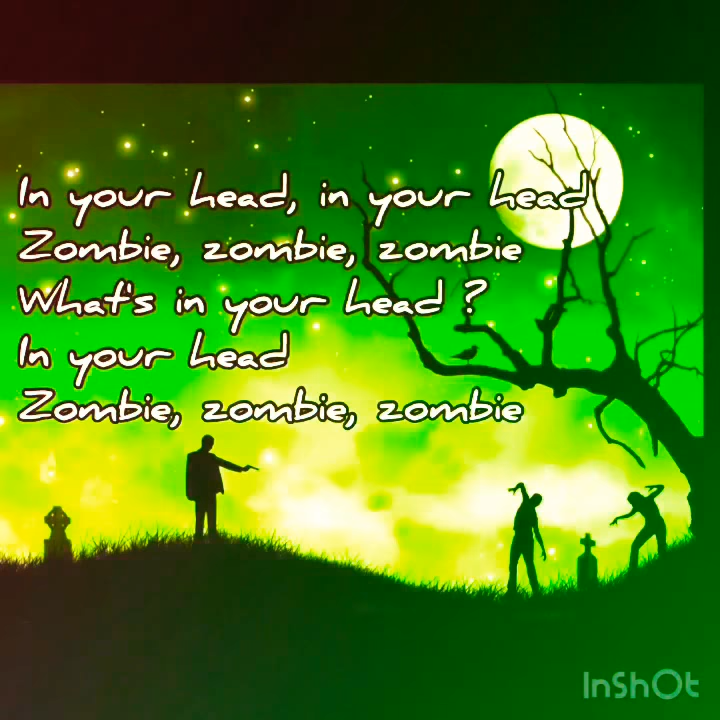 In your head, in your head
Zombie, zombie, zombie
What's in your head ?
In your head
Zombie, zombie, zombie
InShOt